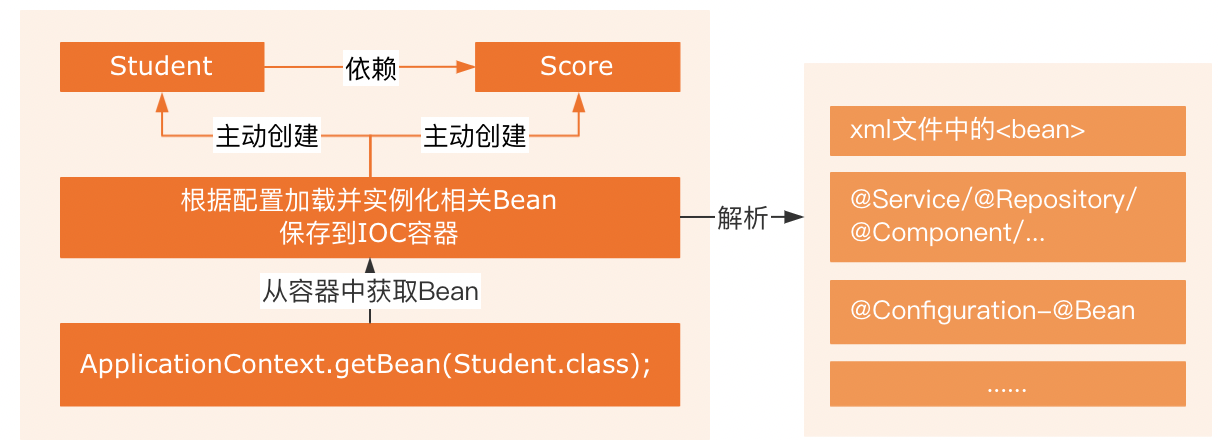 Student
依赖
Score
主动创建
主动创建
根据配置加载并实例化相关Bean
保存到IOC容器
从容器中获取Bean
ApplicationContext.getBean(Student.class);
解析
xml文件中的<bean>
@Service/@Repository/
@Component/...
@Configuration-@Bean
......